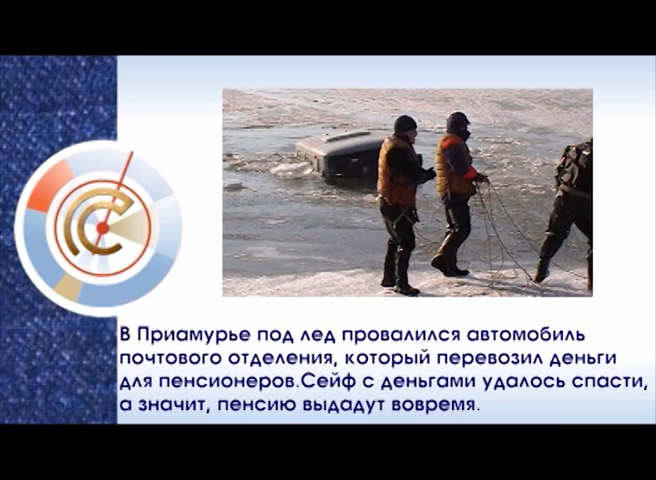 В Приамурье под лед провалился автомобиль
почтового отделения, который перевозил деньги
для пенсионеров.Сейф с деньгами удалось спасти,
а значит, пенсию выдадут вовремя.